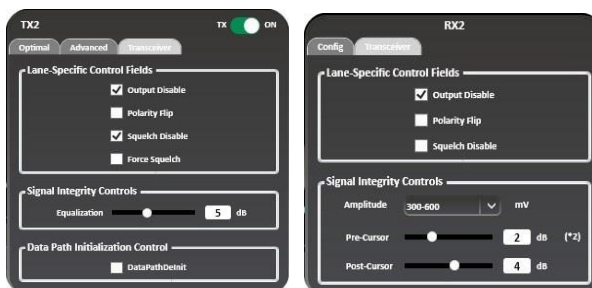 TX2 TX ON
Optimal Advanced Transceiver
Lane-Specific Control Fields
Output Disable
Polarity Flip
Squelch Disable
Force Squelch
Signal Integrity Controls
Equalization 5 dB
Data Path Initialization Control
DataPathDeInit
RX2
Config Transceiver
Lane-Specific Control Fields
Output Disable
Polarity Flip
Squelch Disable
Signal Integrity Controls
Amplitude 300-600 mV
Pre-Cursor 2 dB (*2)
Post-Cursor 4 dB